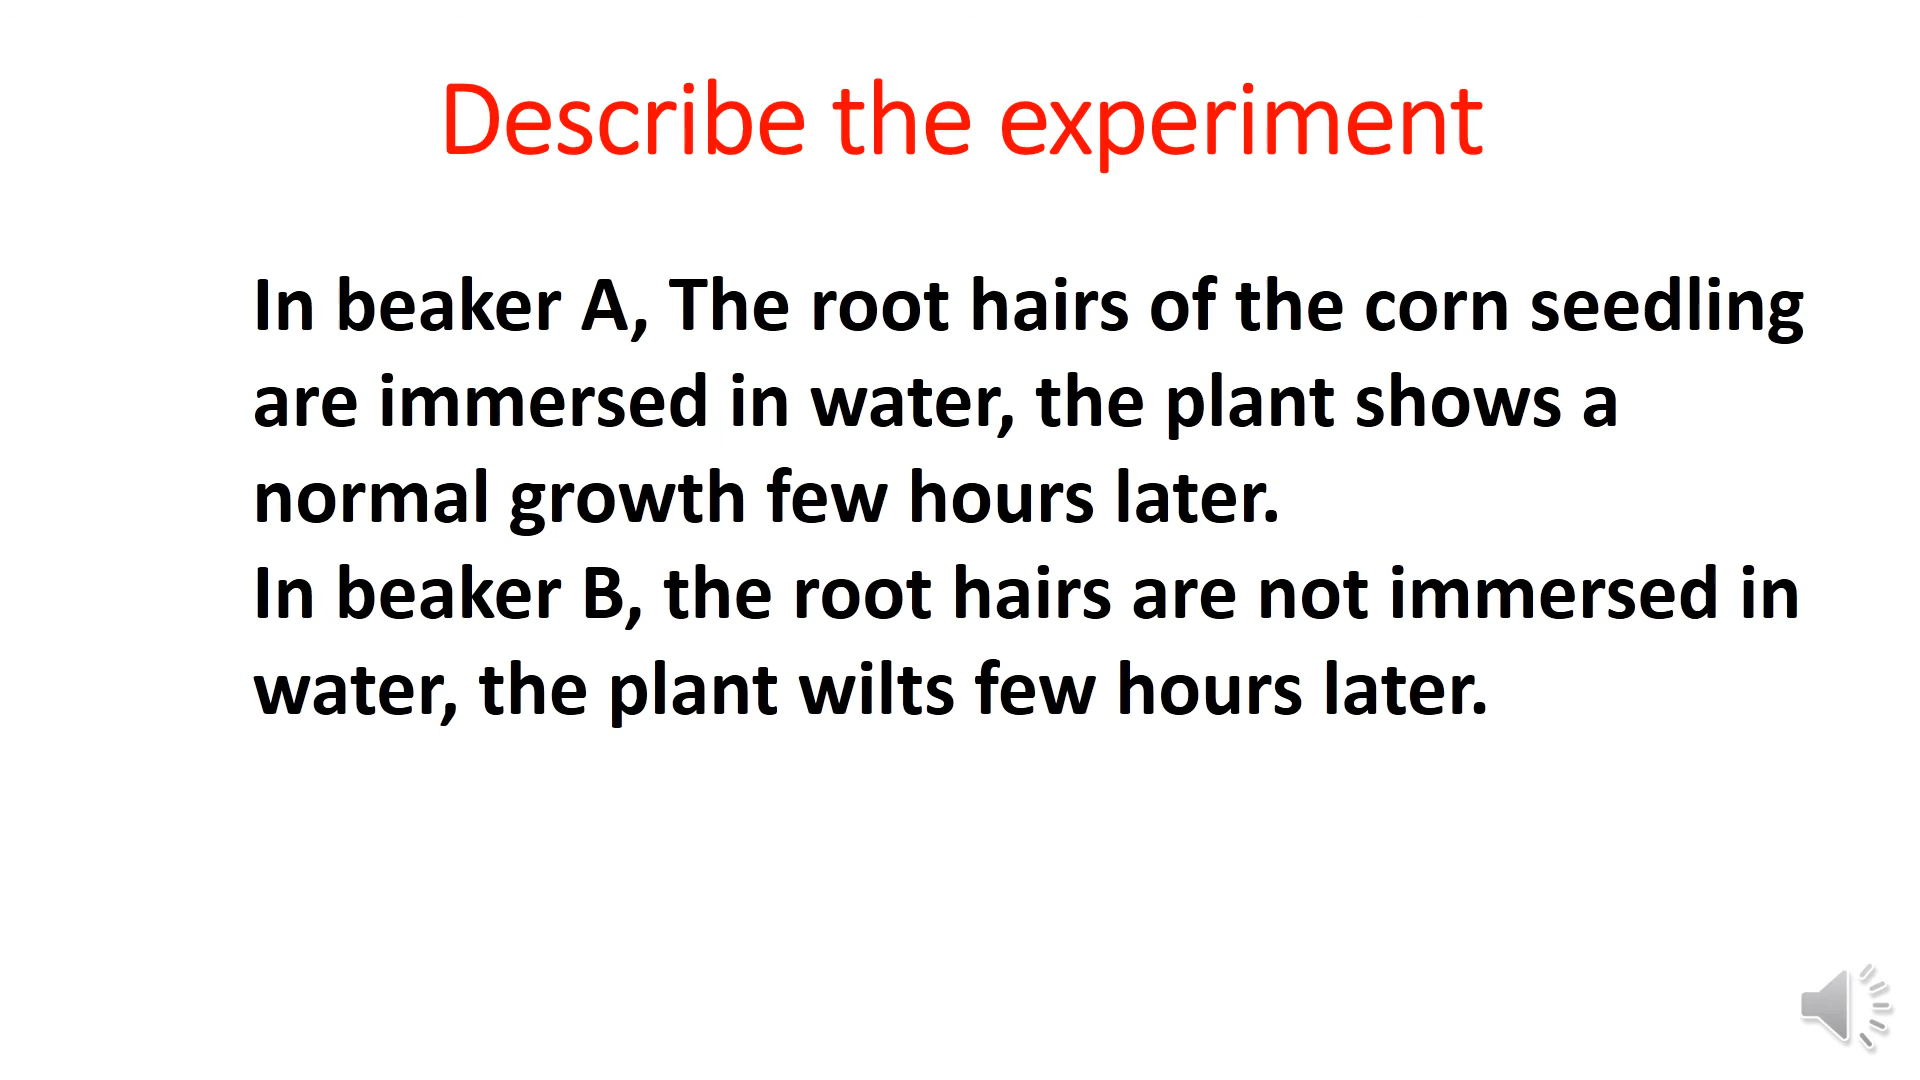 Describe the experiment
In beaker A, The root hairs of the corn seedling
are immersed in water, the plant shows a
normal growth few hours later.
In beaker B, the root hairs are not immersed in
water, the plant wilts few hours later.